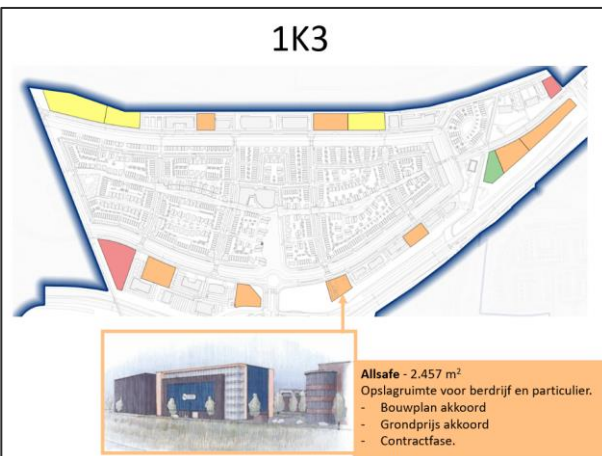 1K3
Allsafe - 2.457 m²
Opslagruimte voor berdrijf en particulier.
- Bouwplan akkoord
- Grondprijs akkoord
- Contractfase.